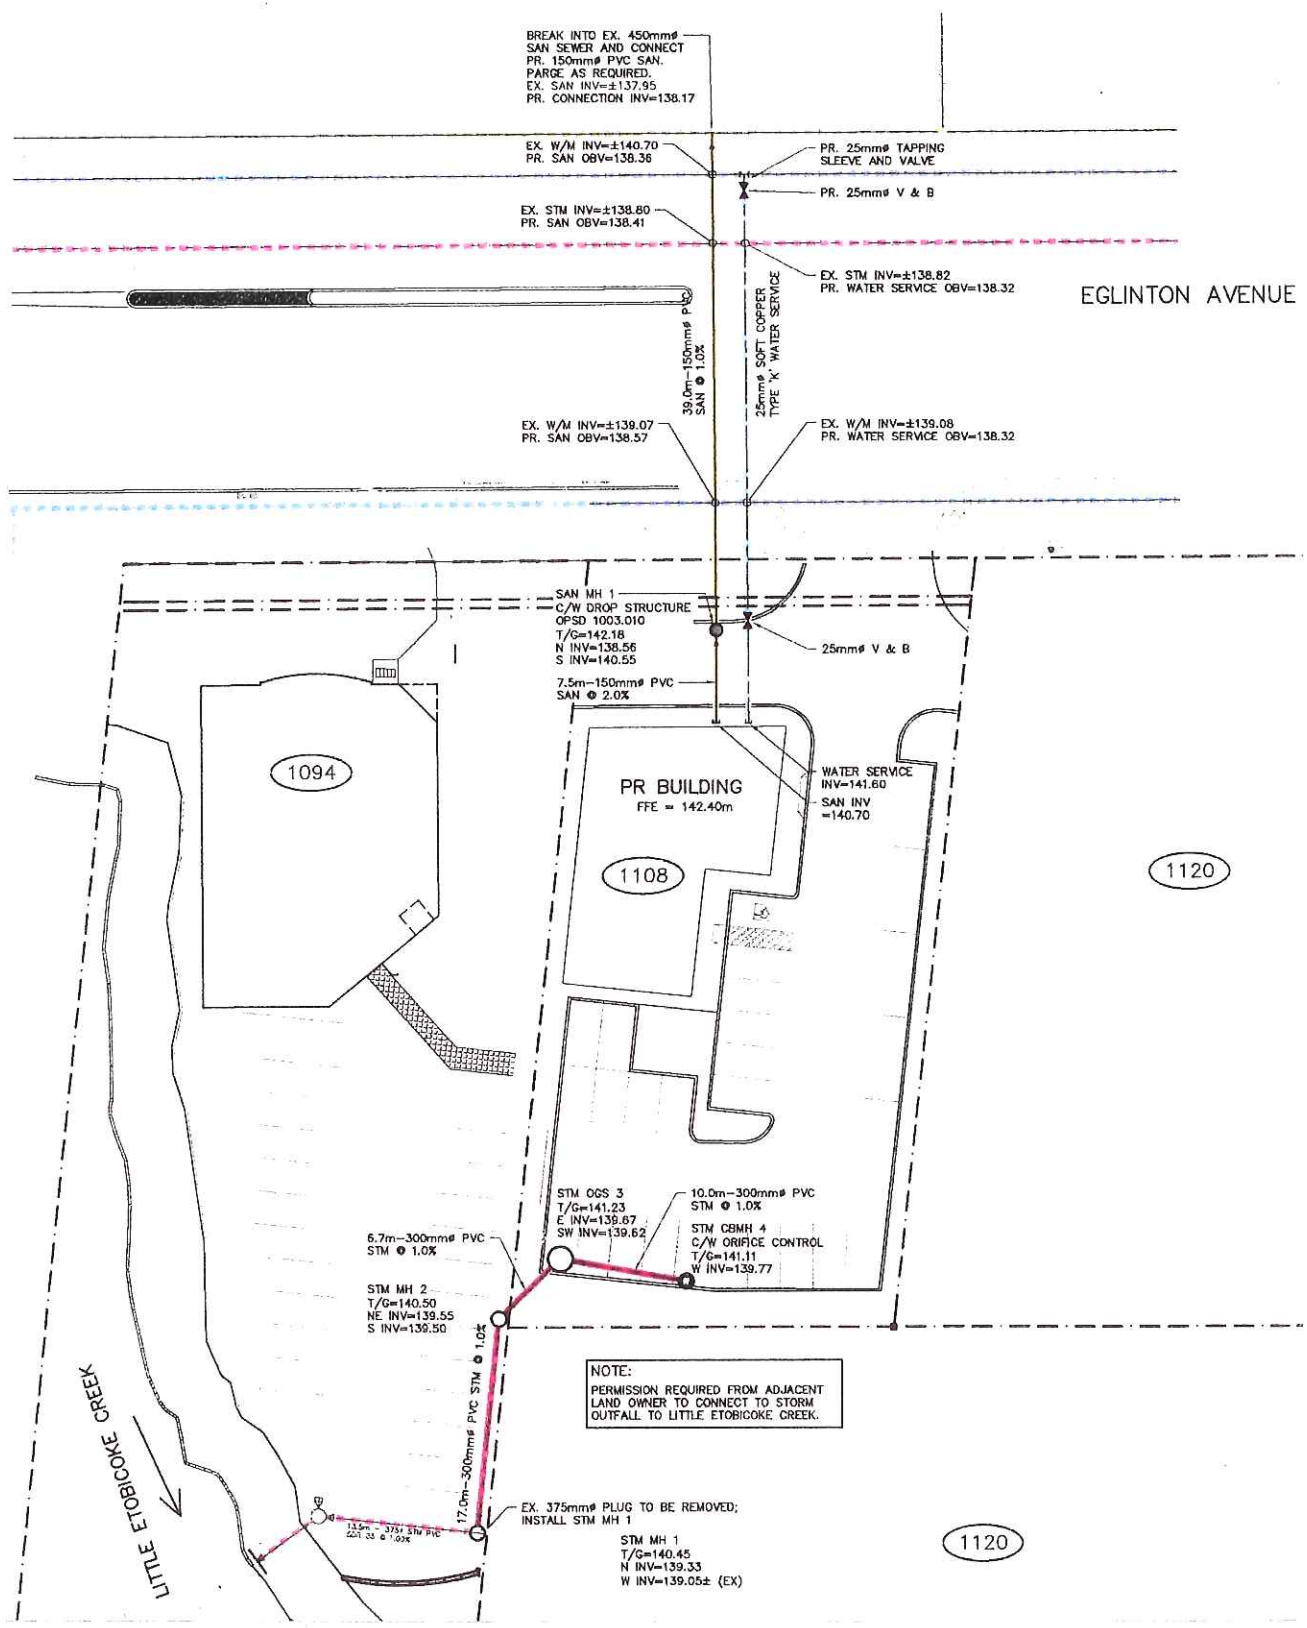 BREAK INTO EX. 450mmø
SAN SEWER AND CONNECT
PR. 150mmø PVC SAN.
PARGE AS REQUIRED.
EX. SAN INV=±137.95
PR. CONNECTION INV=138.17
EX. W/M INV=±140.70
PR. SAN OBV=138.36
PR. 25mmø TAPPING
SLEEVE AND VALVE
PR. 25mmø V & B
EX. STM INV=±138.80
PR. SAN OBV=138.41
EX. STM INV=±138.82
PR. WATER SERVICE OBV=138.32
EGLINTON AVENUE
39.0m-150mmø PVC
SAN @ 1.0%
25mmø SOFT COPPER
TYPE 'K' WATER SERVICE
EX. W/M INV=±139.07
PR. SAN OBV=138.57
EX. W/M INV=±139.08
PR. WATER SERVICE OBV=138.32
SAN MH 1
C/W DROP STRUCTURE
OPSD 1003.010
T/G=142.18
N INV=138.56
S INV=140.55
25mmø V & B
7.5m-150mmø PVC
SAN @ 2.0%
1094
PR BUILDING
FFE = 142.40m
WATER SERVICE
INV=141.60
SAN INV
=140.70
1108
1120
STM OGS 3
T/G=141.23
E INV=139.67
SW INV=139.62
10.0m-300mmø PVC
STM @ 1.0%
STM CBMH 4
C/W ORIFICE CONTROL
T/G=141.11
W INV=139.77
6.7m-300mmø PVC
STM @ 1.0%
STM MH 2
T/G=140.50
NE INV=139.55
S INV=139.50
17.0m-300mmø PVC STM @ 1.0%
NOTE:
PERMISSION REQUIRED FROM ADJACENT
LAND OWNER TO CONNECT TO STORM
OUTFALL TO LITTLE ETOBICOKE CREEK.
LITTLE ETOBICOKE CREEK
13.5m - 375ø STM PVC
EX. 375mmø PLUG TO BE REMOVED;
INSTALL STM MH 1
STM MH 1
T/G=140.45
N INV=139.33
W INV=139.05± (EX)
1120